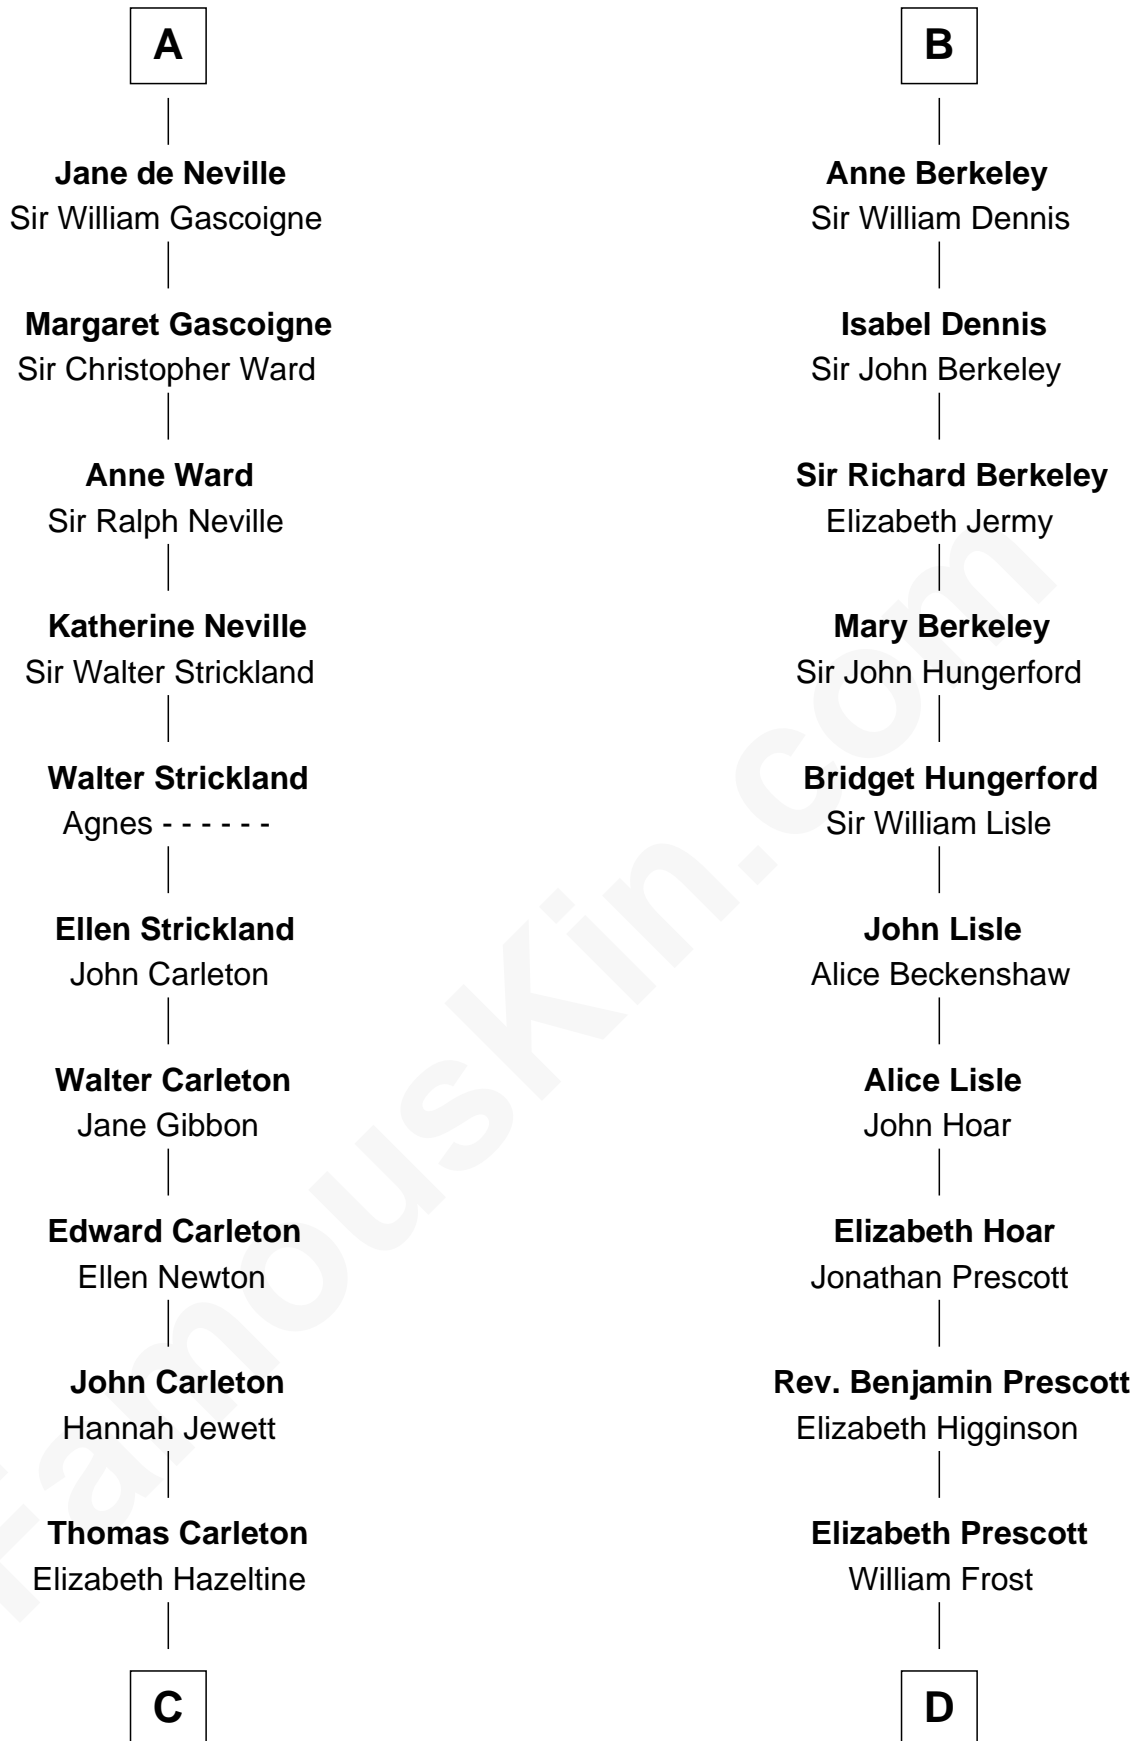 A
Jane de Neville
Sir William Gascoigne
Margaret Gascoigne
Sir Christopher Ward
Anne Ward
Sir Ralph Neville
Katherine Neville
Sir Walter Strickland
Walter Strickland
Agnes - - - - - -
Ellen Strickland
John Carleton
Walter Carleton
Jane Gibbon
Edward Carleton
Ellen Newton
John Carleton
Hannah Jewett
Thomas Carleton
Elizabeth Hazeltine
C
B
Anne Berkeley
Sir William Dennis
Isabel Dennis
Sir John Berkeley
Sir Richard Berkeley
Elizabeth Jermy
Mary Berkeley
Sir John Hungerford
Bridget Hungerford
Sir William Lisle
John Lisle
Alice Beckenshaw
Alice Lisle
John Hoar
Elizabeth Hoar
Jonathan Prescott
Rev. Benjamin Prescott
Elizabeth Higginson
Elizabeth Prescott
William Frost
D
FamousKin.com